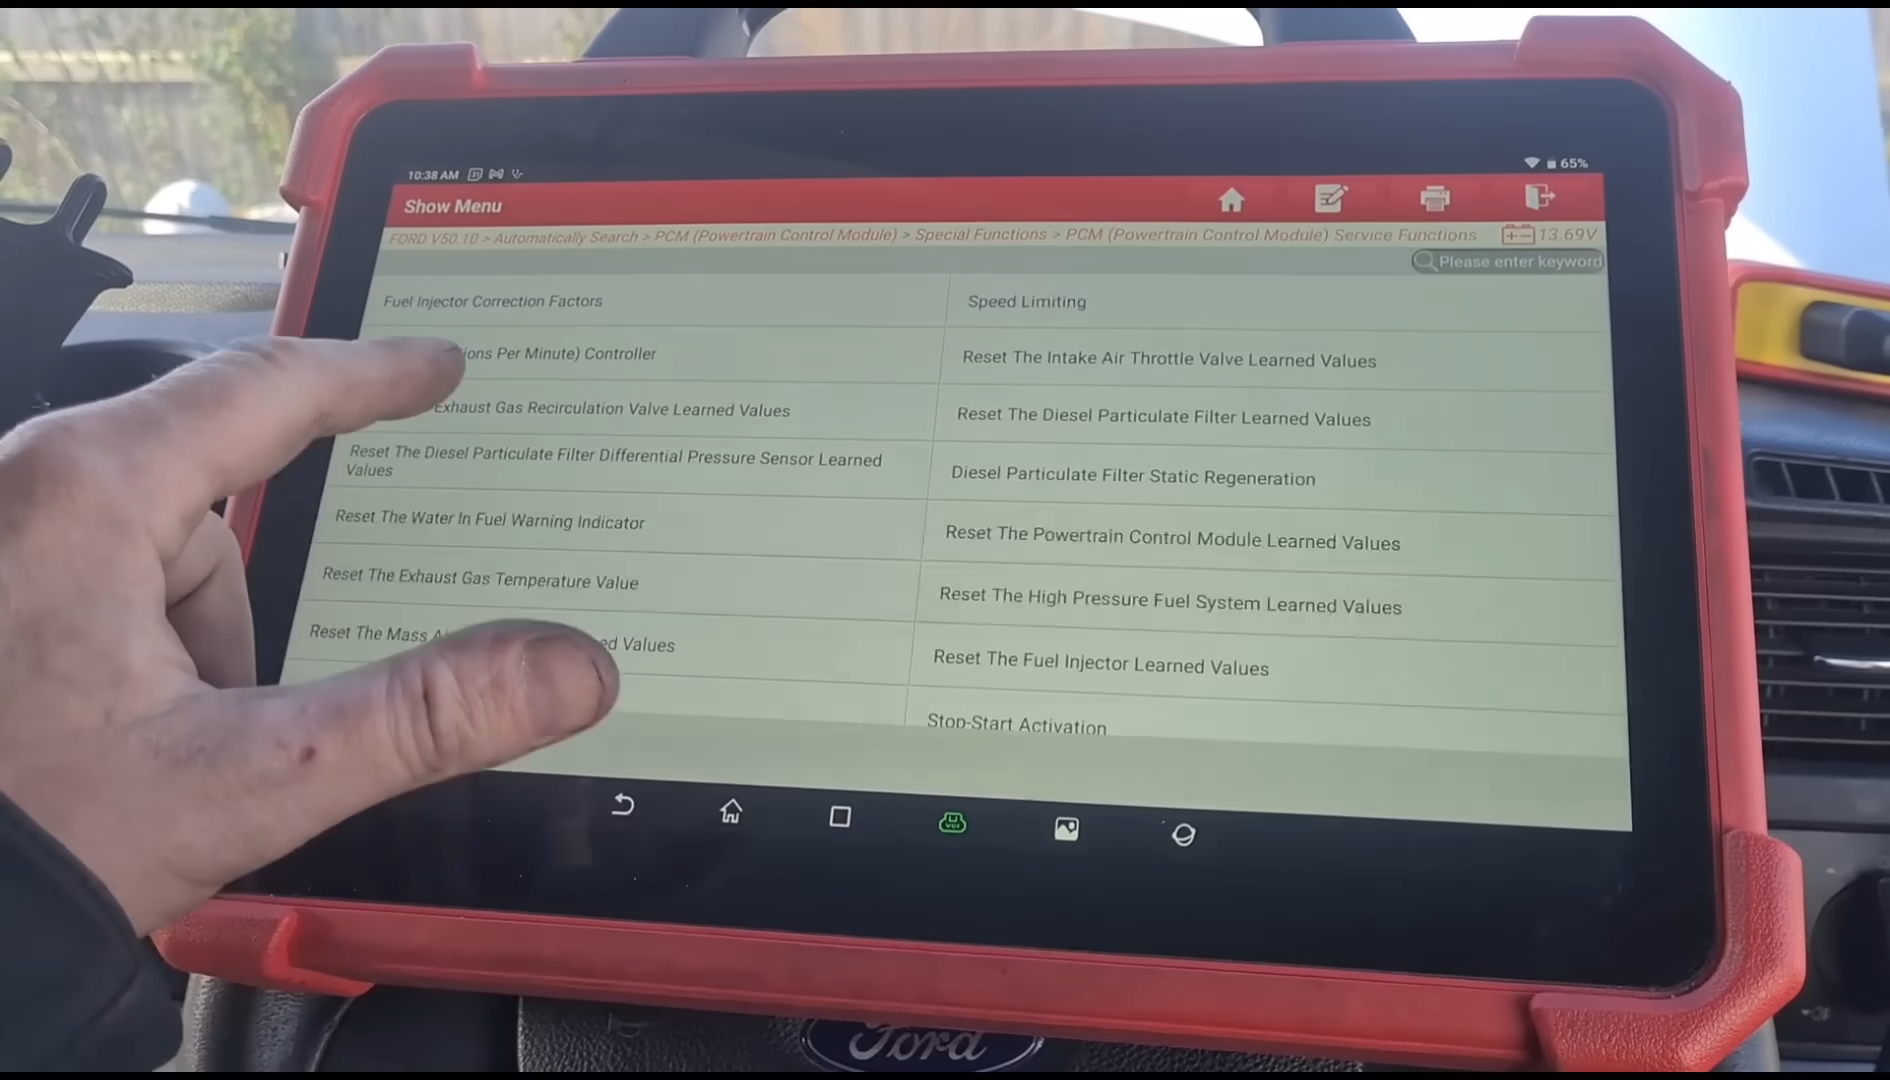 10:38 AM
65%
Show Menu
FORD V50.10 > Automatically Search > PCM (Powertrain Control Module) > Special Functions > PCM (Powertrain Control Module) Service Functions
13.69V
Please enter keyword
Fuel Injector Correction Factors
Speed Limiting
Per Minute) Controller
Reset The Intake Air Throttle Valve Learned Values
Exhaust Gas Recirculation Valve Learned Values
Reset The Diesel Particulate Filter Learned Values
Reset The Diesel Particulate Filter Differential Pressure Sensor Learned
Values
Diesel Particulate Filter Static Regeneration
Reset The Water In Fuel Warning Indicator
Reset The Powertrain Control Module Learned Values
Reset The Exhaust Gas Temperature Value
Reset The High Pressure Fuel System Learned Values
Reset The Mass
Values
Reset The Fuel Injector Learned Values
Stop-Start Activation
VCI
Ford